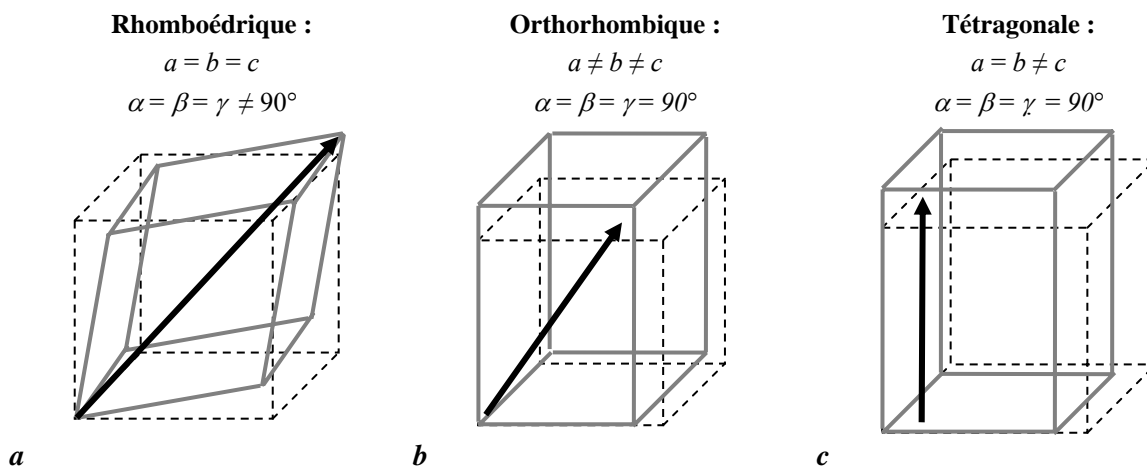 Rhomboédrique :
a = b = c
α = β = γ ≠ 90°
Orthorhombique :
a ≠ b ≠ c
α = β = γ = 90°
Tétragonale :
a = b ≠ c
α = β = γ = 90°
a
b
c